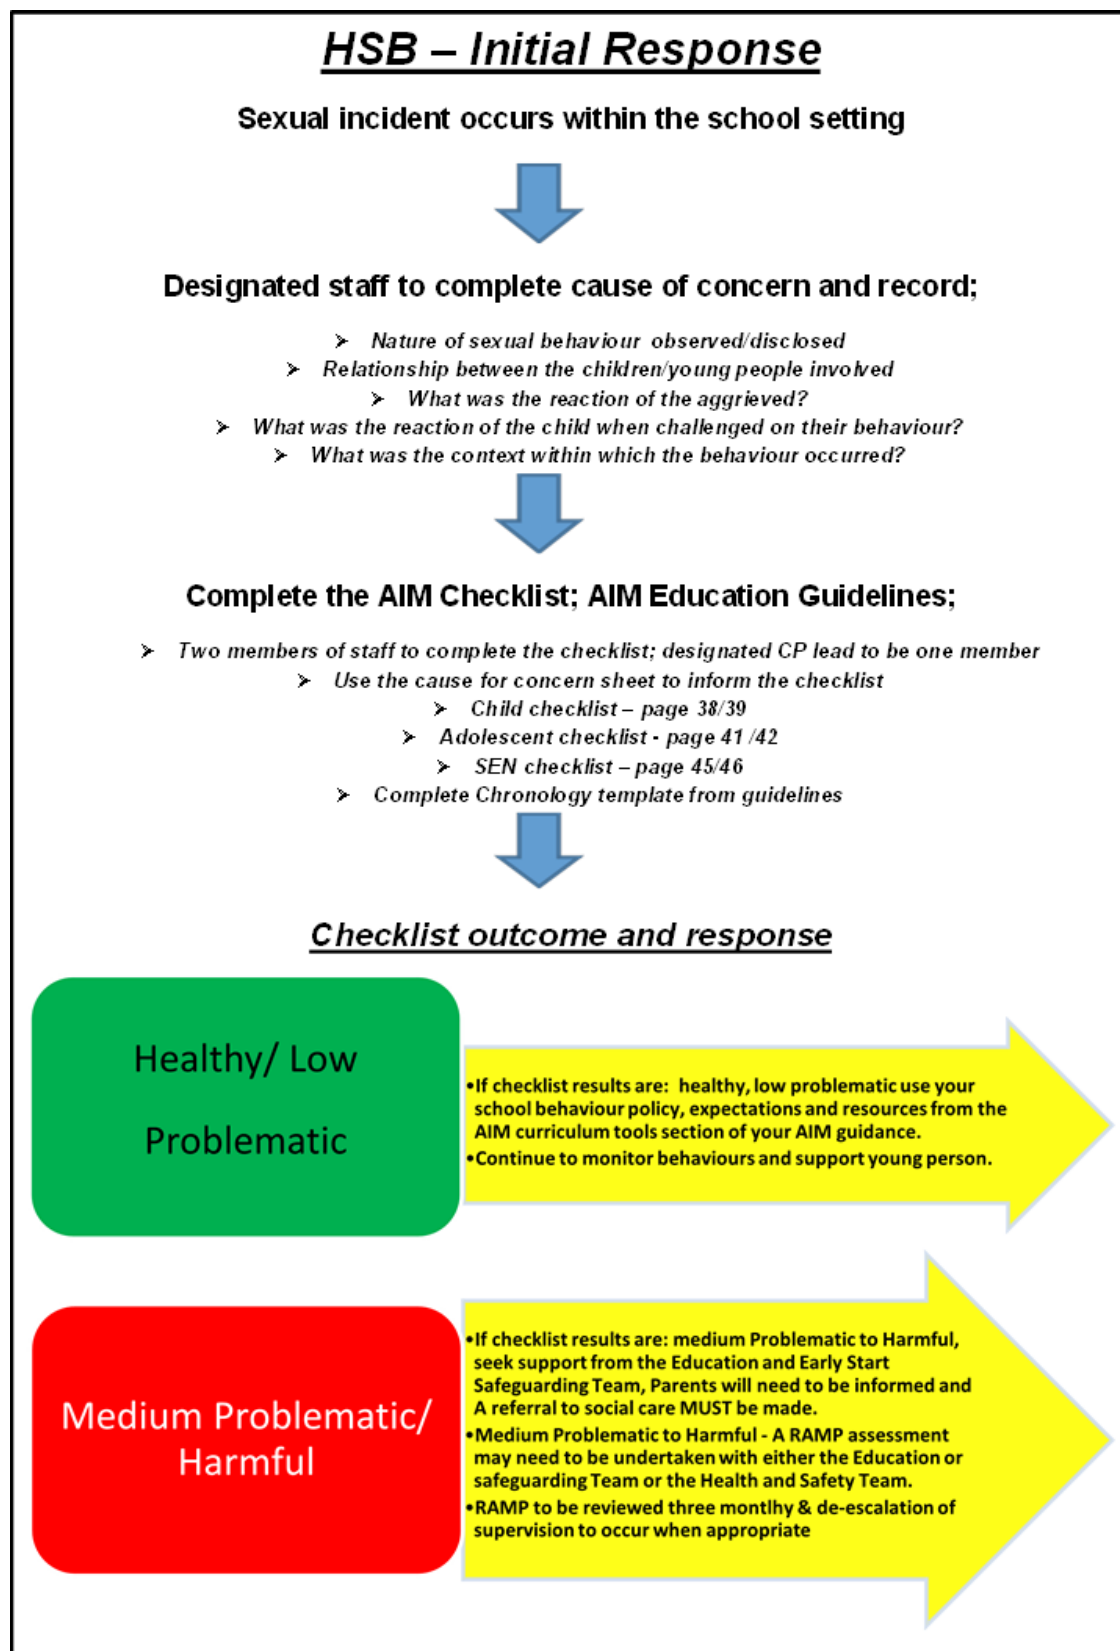 HSB – Initial Response
Sexual incident occurs within the school setting
Designated staff to complete cause of concern and record;
➢ Nature of sexual behaviour observed/disclosed
➢ Relationship between the children/young people involved
➢ What was the reaction of the aggrieved?
➢ What was the reaction of the child when challenged on their behaviour?
➢ What was the context within which the behaviour occurred?
Complete the AIM Checklist; AIM Education Guidelines;
➢ Two members of staff to complete the checklist; designated CP lead to be one member
➢ Use the cause for concern sheet to inform the checklist
➢ Child checklist – page 38/39
➢ Adolescent checklist - page 41 /42
➢ SEN checklist – page 45/46
➢ Complete Chronology template from guidelines
Checklist outcome and response
Healthy/ Low
Problematic
•If checklist results are: healthy, low problematic use your
school behaviour policy, expectations and resources from the
AIM curriculum tools section of your AIM guidance.
•Continue to monitor behaviours and support young person.
Medium Problematic/
Harmful
•If checklist results are: medium Problematic to Harmful,
seek support from the Education and Early Start
Safeguarding Team, Parents will need to be informed and
A referral to social care MUST be made.
•Medium Problematic to Harmful - A RAMP assessment
may need to be undertaken with either the Education or
safeguarding Team or the Health and Safety Team.
•RAMP to be reviewed three montlhy & de-escalation of
supervision to occur when appropriate